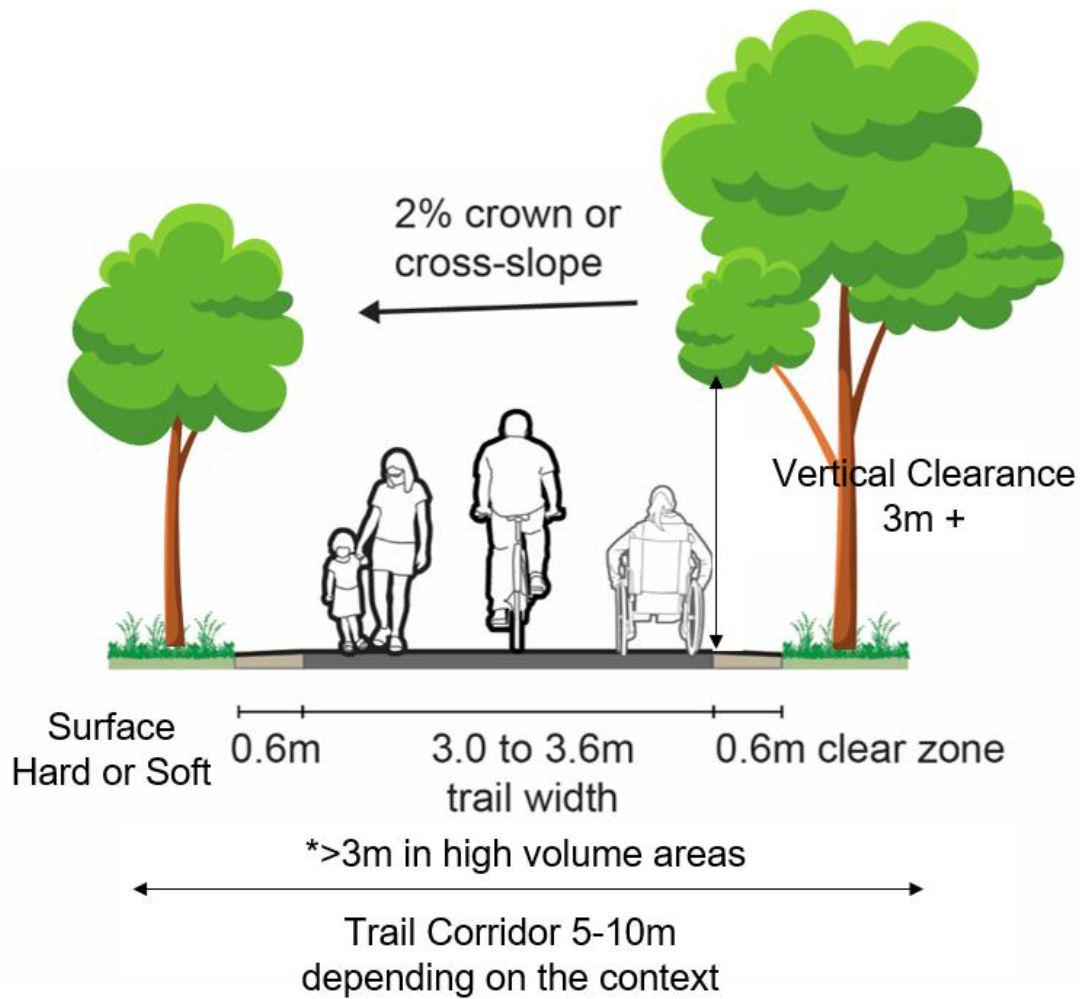 2% crown or
cross-slope
Vertical Clearance
3m +
Surface
Hard or Soft
0.6m
3.0 to 3.6m
trail width
0.6m clear zone
*>3m in high volume areas
Trail Corridor 5-10m
depending on the context